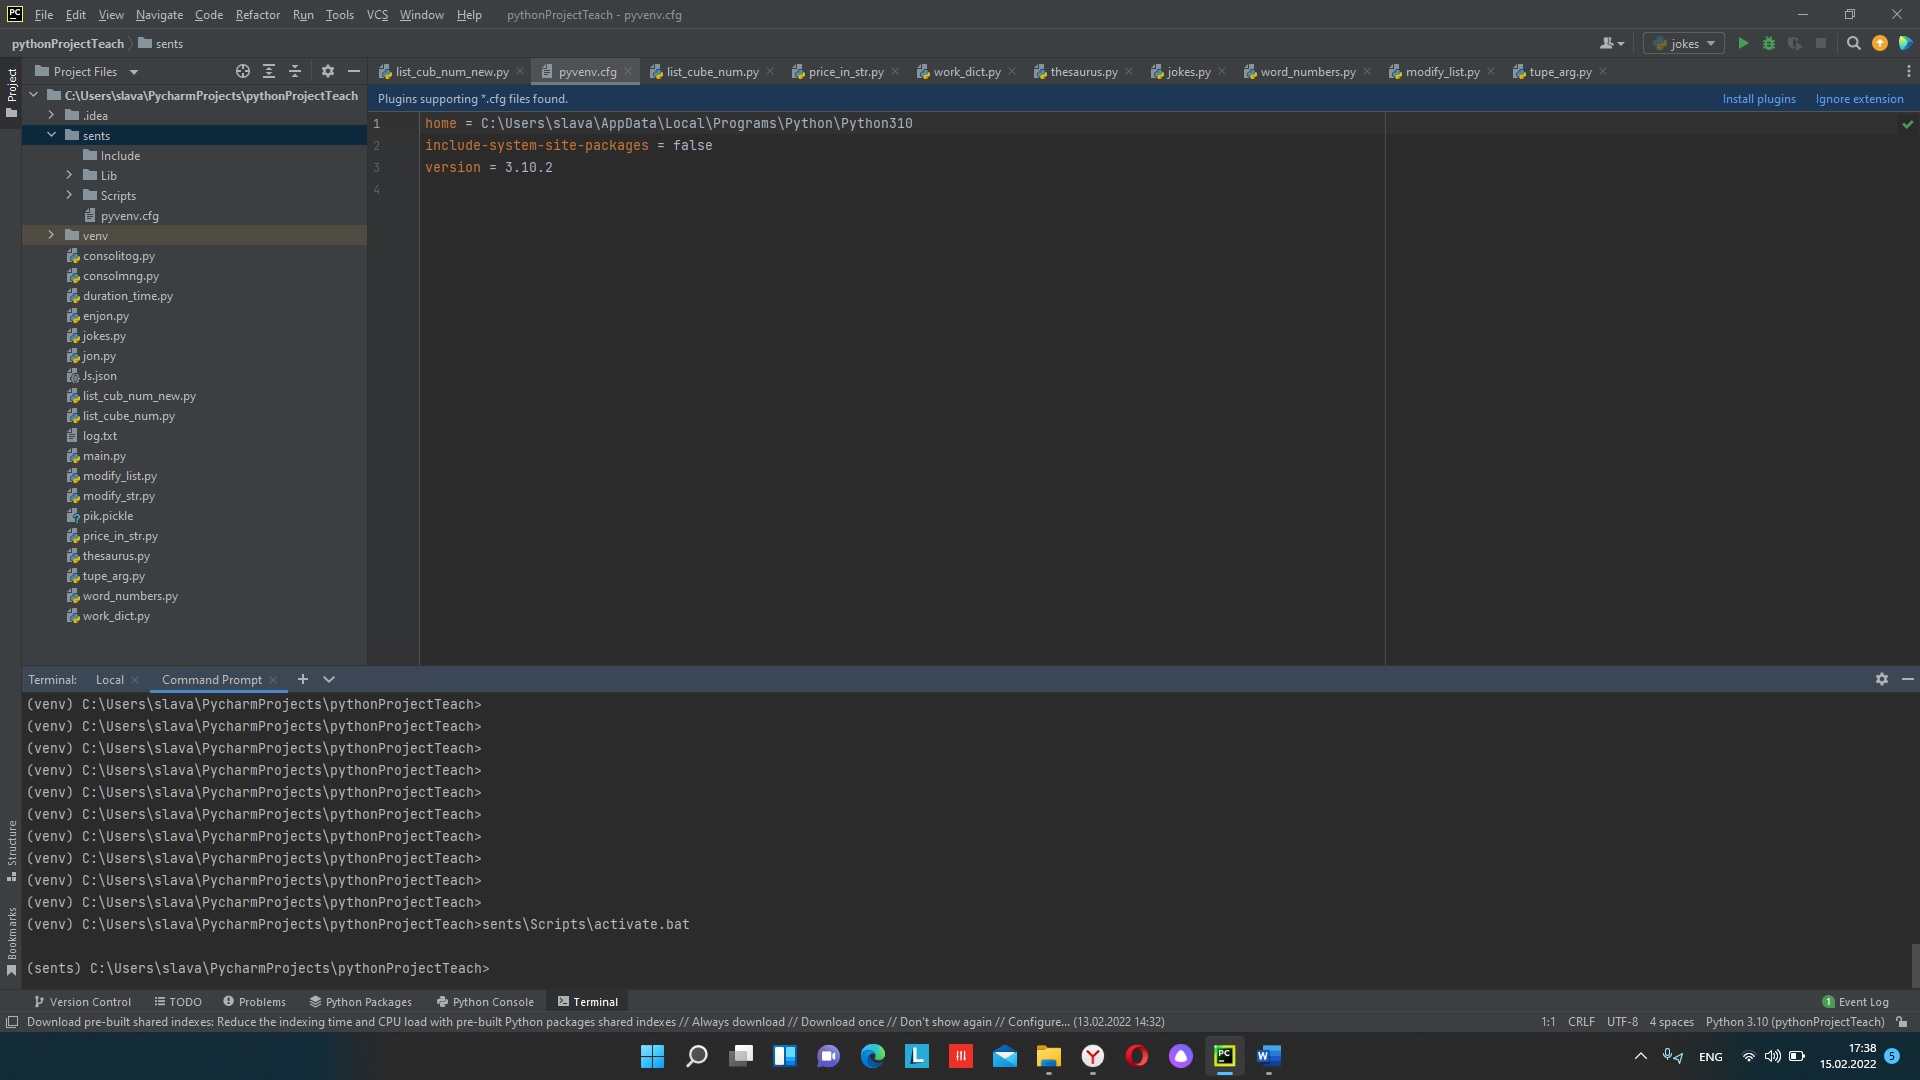 PC File Edit View Navigate Code Refactor Run Tools VCS Window Help pythonProjectTeach - pyvenv.cfg
pythonProjectTeach sents jokes
Project Files list_cub_num_new.py pyvenv.cfg list_cube_num.py price_in_str.py work_dict.py thesaurus.py jokes.py word_numbers.py modify_list.py tupe_arg.py
Project
C:\Users\slava\PycharmProjects\pythonProjectTeach
.idea
sents
Include
Lib
Scripts
pyvenv.cfg
venv
consolitog.py
consolmng.py
duration_time.py
enjon.py
jokes.py
jon.py
Js.json
list_cub_num_new.py
list_cube_num.py
log.txt
main.py
modify_list.py
modify_str.py
pik.pickle
price_in_str.py
thesaurus.py
tupe_arg.py
word_numbers.py
work_dict.py
Plugins supporting *.cfg files found. Install plugins Ignore extension
1 home = C:\Users\slava\AppData\Local\Programs\Python\Python310
2 include-system-site-packages = false
3 version = 3.10.2
4
Terminal: Local Command Prompt
(venv) C:\Users\slava\PycharmProjects\pythonProjectTeach>
(venv) C:\Users\slava\PycharmProjects\pythonProjectTeach>
(venv) C:\Users\slava\PycharmProjects\pythonProjectTeach>
(venv) C:\Users\slava\PycharmProjects\pythonProjectTeach>
(venv) C:\Users\slava\PycharmProjects\pythonProjectTeach>
(venv) C:\Users\slava\PycharmProjects\pythonProjectTeach>
(venv) C:\Users\slava\PycharmProjects\pythonProjectTeach>
(venv) C:\Users\slava\PycharmProjects\pythonProjectTeach>
(venv) C:\Users\slava\PycharmProjects\pythonProjectTeach>
(venv) C:\Users\slava\PycharmProjects\pythonProjectTeach>
(venv) C:\Users\slava\PycharmProjects\pythonProjectTeach>sents\Scripts\activate.bat
(sents) C:\Users\slava\PycharmProjects\pythonProjectTeach>
Structure
Bookmarks
Version Control TODO Problems Python Packages Python Console Terminal 1 Event Log
Download pre-built shared indexes: Reduce the indexing time and CPU load with pre-built Python packages shared indexes // Always download // Download once // Don't show again // Configure... (13.02.2022 14:32) 1:1 CRLF UTF-8 4 spaces Python 3.10 (pythonProjectTeach)
L Y PC W ENG 17:38 5
15.02.2022